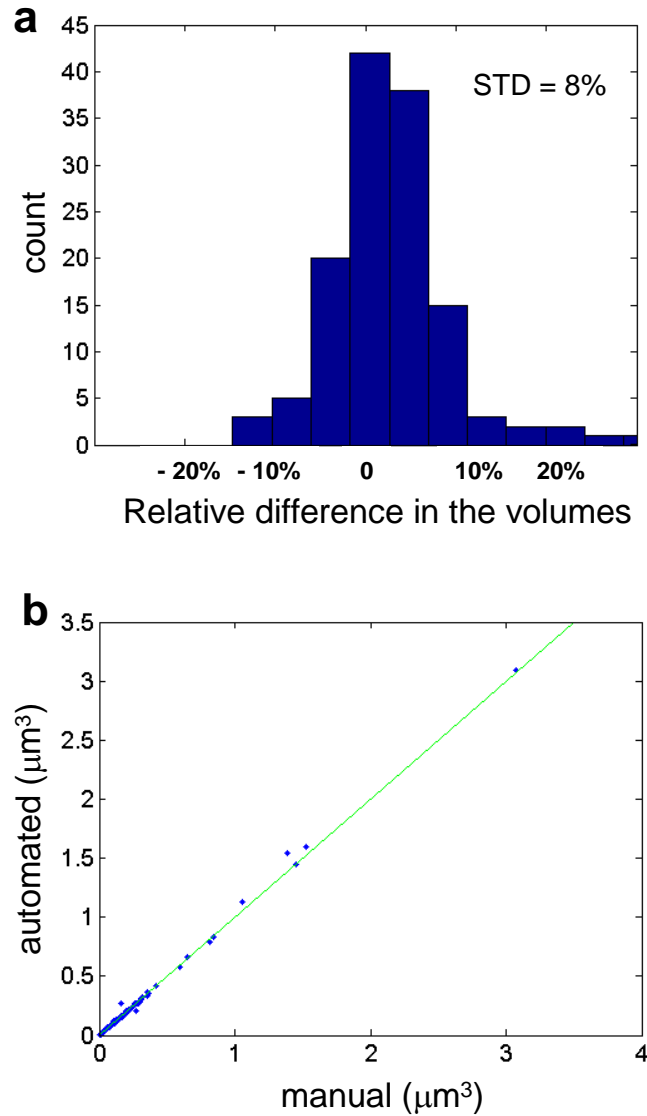 a
45
40
35
30
25
20
15
10
5
0
STD = 8%
count
- 20% - 10% 0 10% 20%
Relative difference in the volumes
b
3.5
3
2.5
2
1.5
1
0.5
0
automated (μm³)
0 1 2 3 4
manual (μm³)